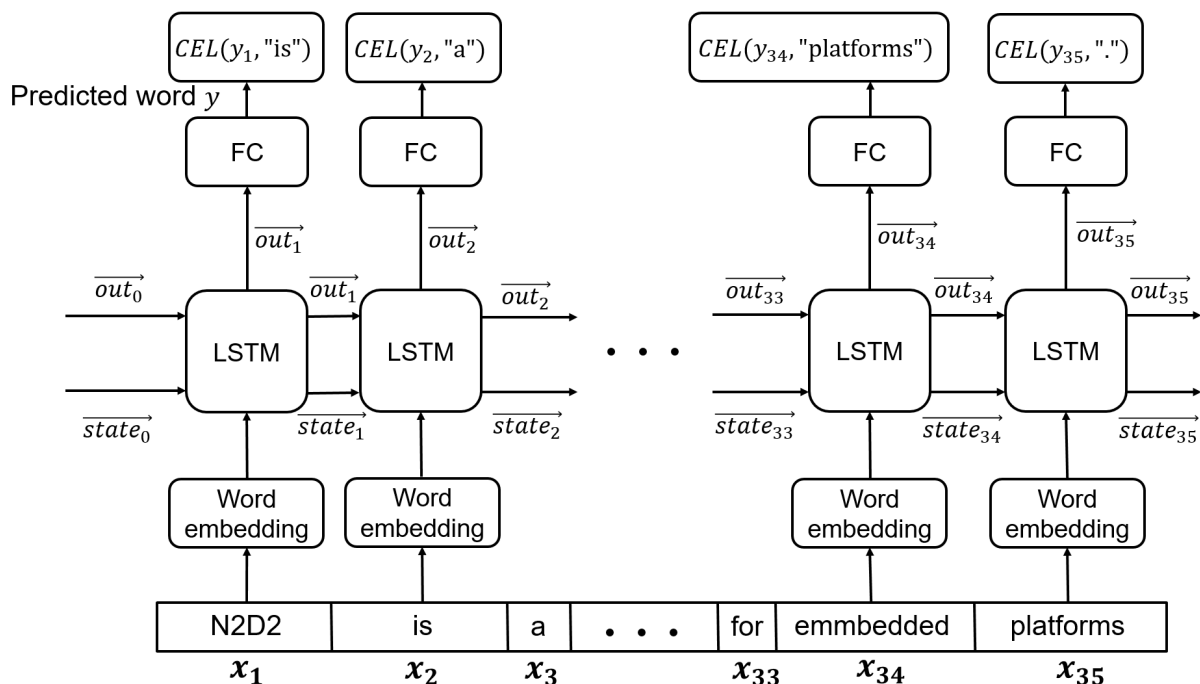 CEL(y₁, "is") CEL(y₂, "a") CEL(y₃₄, "platforms") CEL(y₃₅, ".")
Predicted word y
FC FC FC FC
out₁ out₂ out₃₄ out₃₅
out₀ out₁ out₂ out₃₃ out₃₄ out₃₅
LSTM LSTM • • • LSTM LSTM
state₀ state₁ state₂ state₃₃ state₃₄ state₃₅
Word Word Word Word
embedding embedding embedding embedding
N2D2 is a • • • for emmbedded platforms
x₁ x₂ x₃ x₃₃ x₃₄ x₃₅